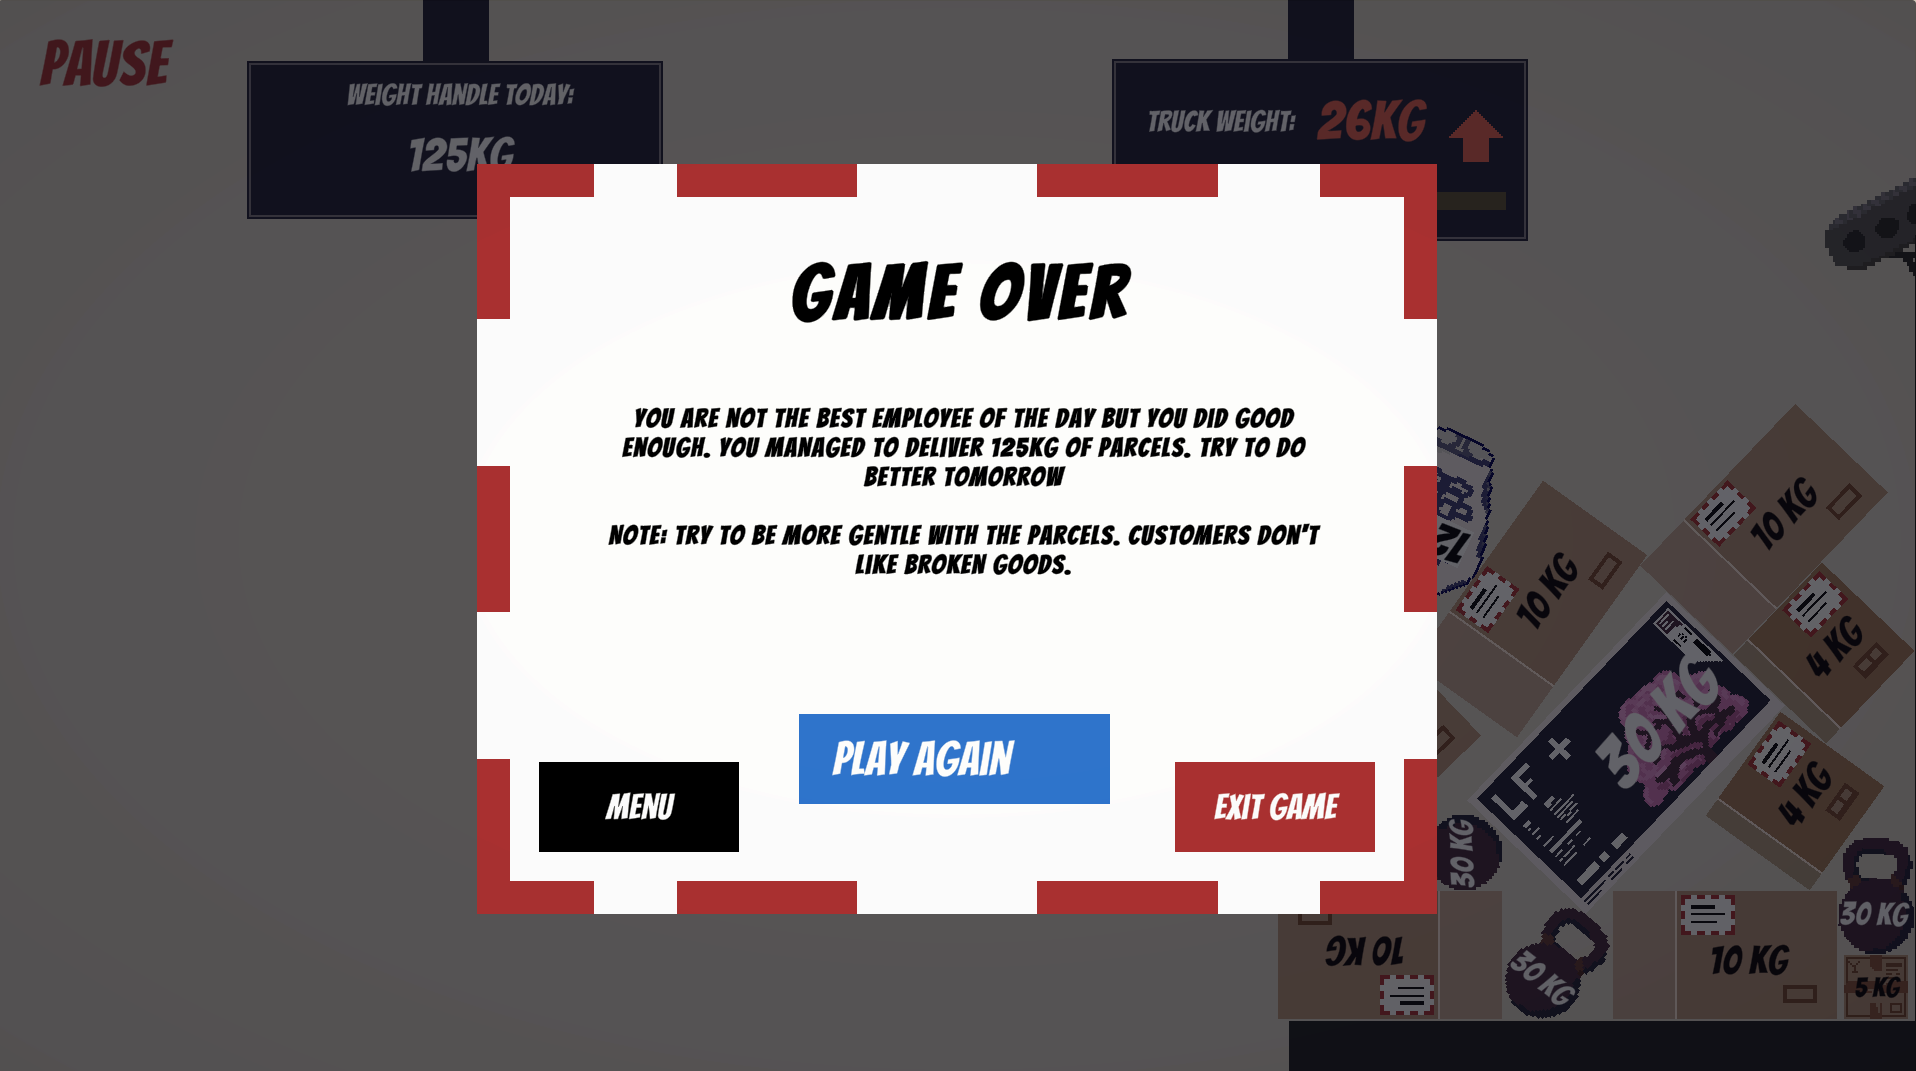 PAUSE
WEIGHT HANDLE TODAY:
125KG
TRUCK WEIGHT: 26KG
GAME OVER
YOU ARE NOT THE BEST EMPLOYEE OF THE DAY BUT YOU DID GOOD
ENOUGH. YOU MANAGED TO DELIVER 125KG OF PARCELS. TRY TO DO
BETTER TOMORROW
NOTE: TRY TO BE MORE GENTLE WITH THE PARCELS. CUSTOMERS DON'T
LIKE BROKEN GOODS.
PLAY AGAIN
MENU
EXIT GAME
12
10 KG
10 KG
4 KG
30 KG
LF +
4 KG
30 KG
30 KG
10 KG
30 KG
10 KG
5 KG